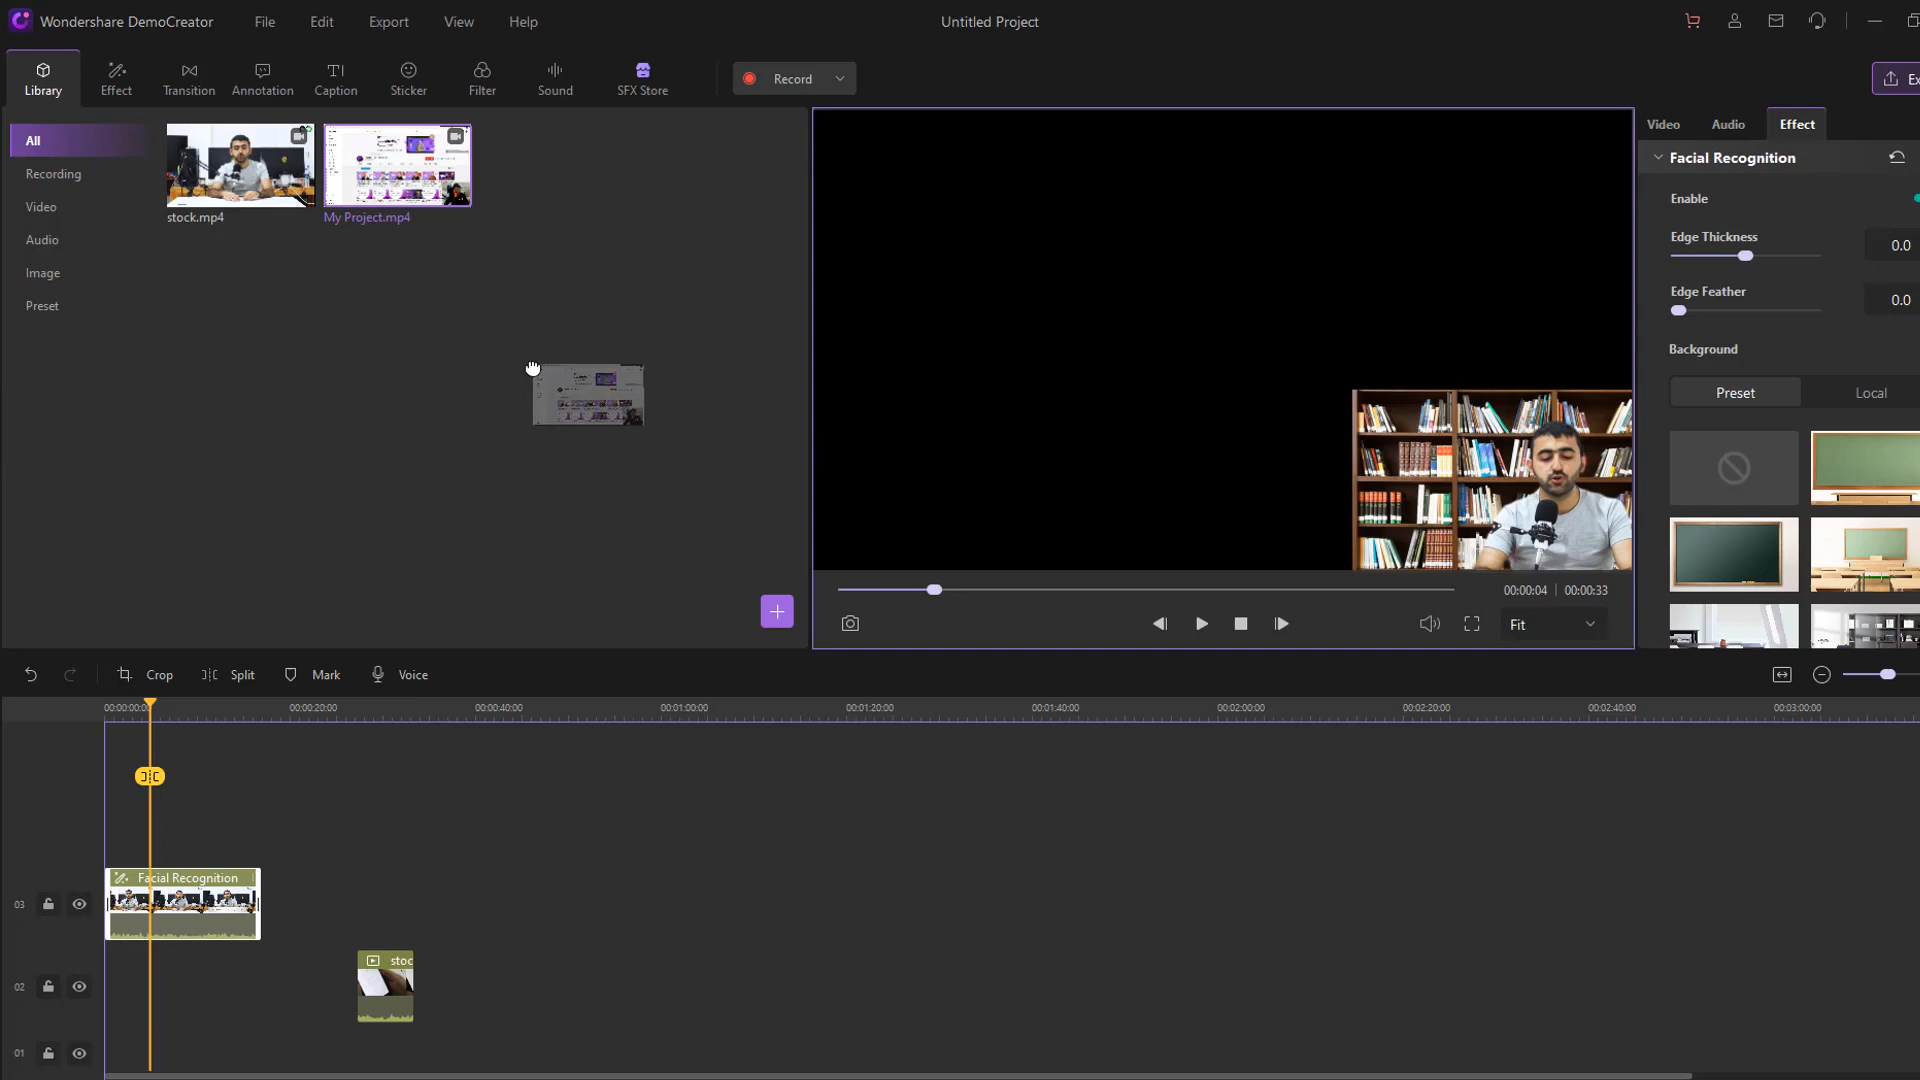 Wondershare DemoCreator
File
Edit
Export
View
Help
Untitled Project
Library
Effect
Transition
Annotation
Caption
Sticker
Filter
Sound
SFX Store
Record
Ex
All
Recording
Video
Audio
Image
Preset
stock.mp4
My Project.mp4
Video
Audio
Effect
Facial Recognition
Enable
Edge Thickness
0.0
Edge Feather
0.0
Background
Preset
Local
00:00:04 | 00:00:33
Fit
Crop
Split
Mark
Voice
00:00:00:00
00:00:20:00
00:00:40:00
00:01:00:00
00:01:20:00
00:01:40:00
00:02:00:00
00:02:20:00
00:02:40:00
00:03:00:00
Facial Recognition
03
stoc
02
01